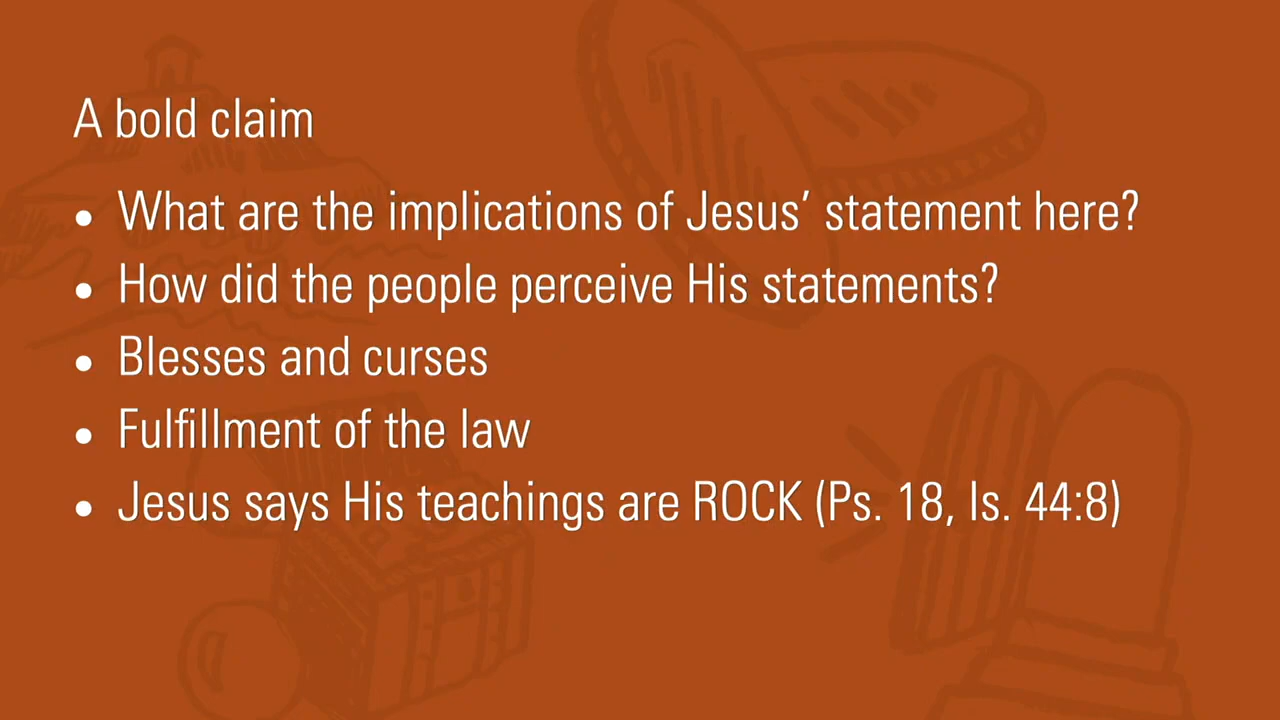 A bold claim
• What are the implications of Jesus’ statement here?
• How did the people perceive His statements?
• Blesses and curses
• Fulfillment of the law
• Jesus says His teachings are ROCK (Ps. 18, Is. 44:8)